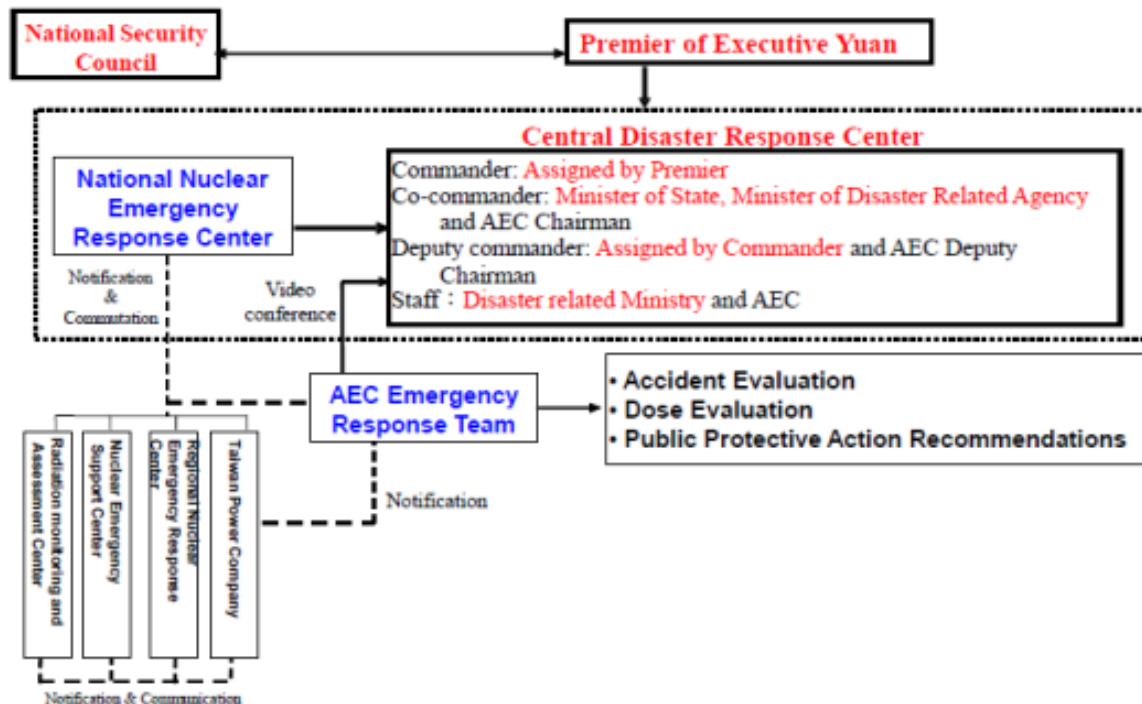 National Security
Council
Premier of Executive Yuan
Central Disaster Response Center
National Nuclear
Emergency
Response Center
Commander: Assigned by Premier
Co-commander: Minister of State, Minister of Disaster Related Agency
and AEC Chairman
Deputy commander: Assigned by Commander and AEC Deputy
Chairman
Staff：Disaster related Ministry and AEC
Notification
&
Commutation
Video
conference
AEC Emergency
Response Team
• Accident Evaluation
• Dose Evaluation
• Public Protective Action Recommendations
Radiation monitoring and
Assessment Center
Nuclear Emergency
Support Center
Regional Nuclear
Emergency Response
Center
Taiwan Power Company
Notification
Notification & Communication